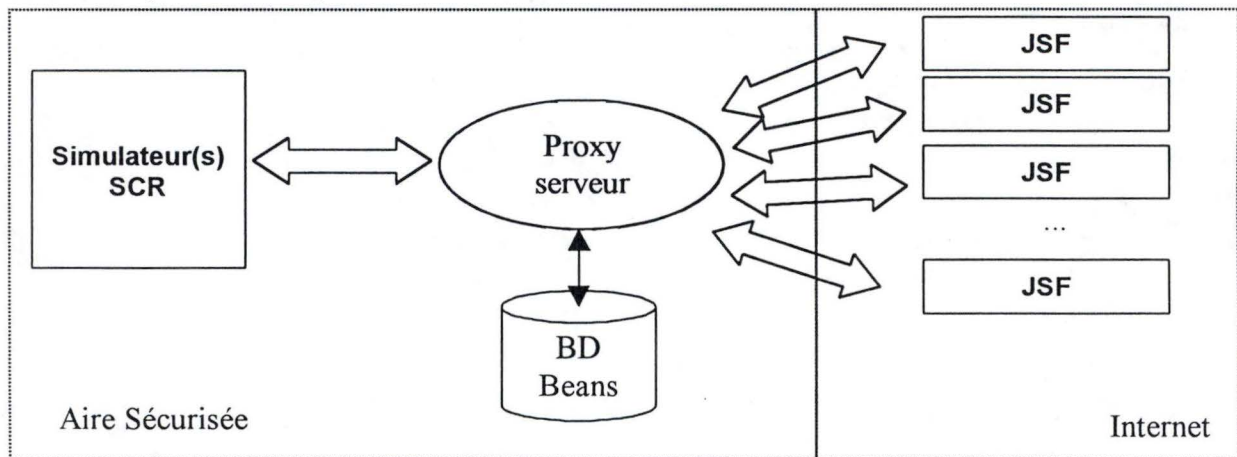 Simulateur(s)
SCR
Proxy
serveur
BD
Beans
Aire Sécurisée
JSF
JSF
JSF
...
JSF
Internet